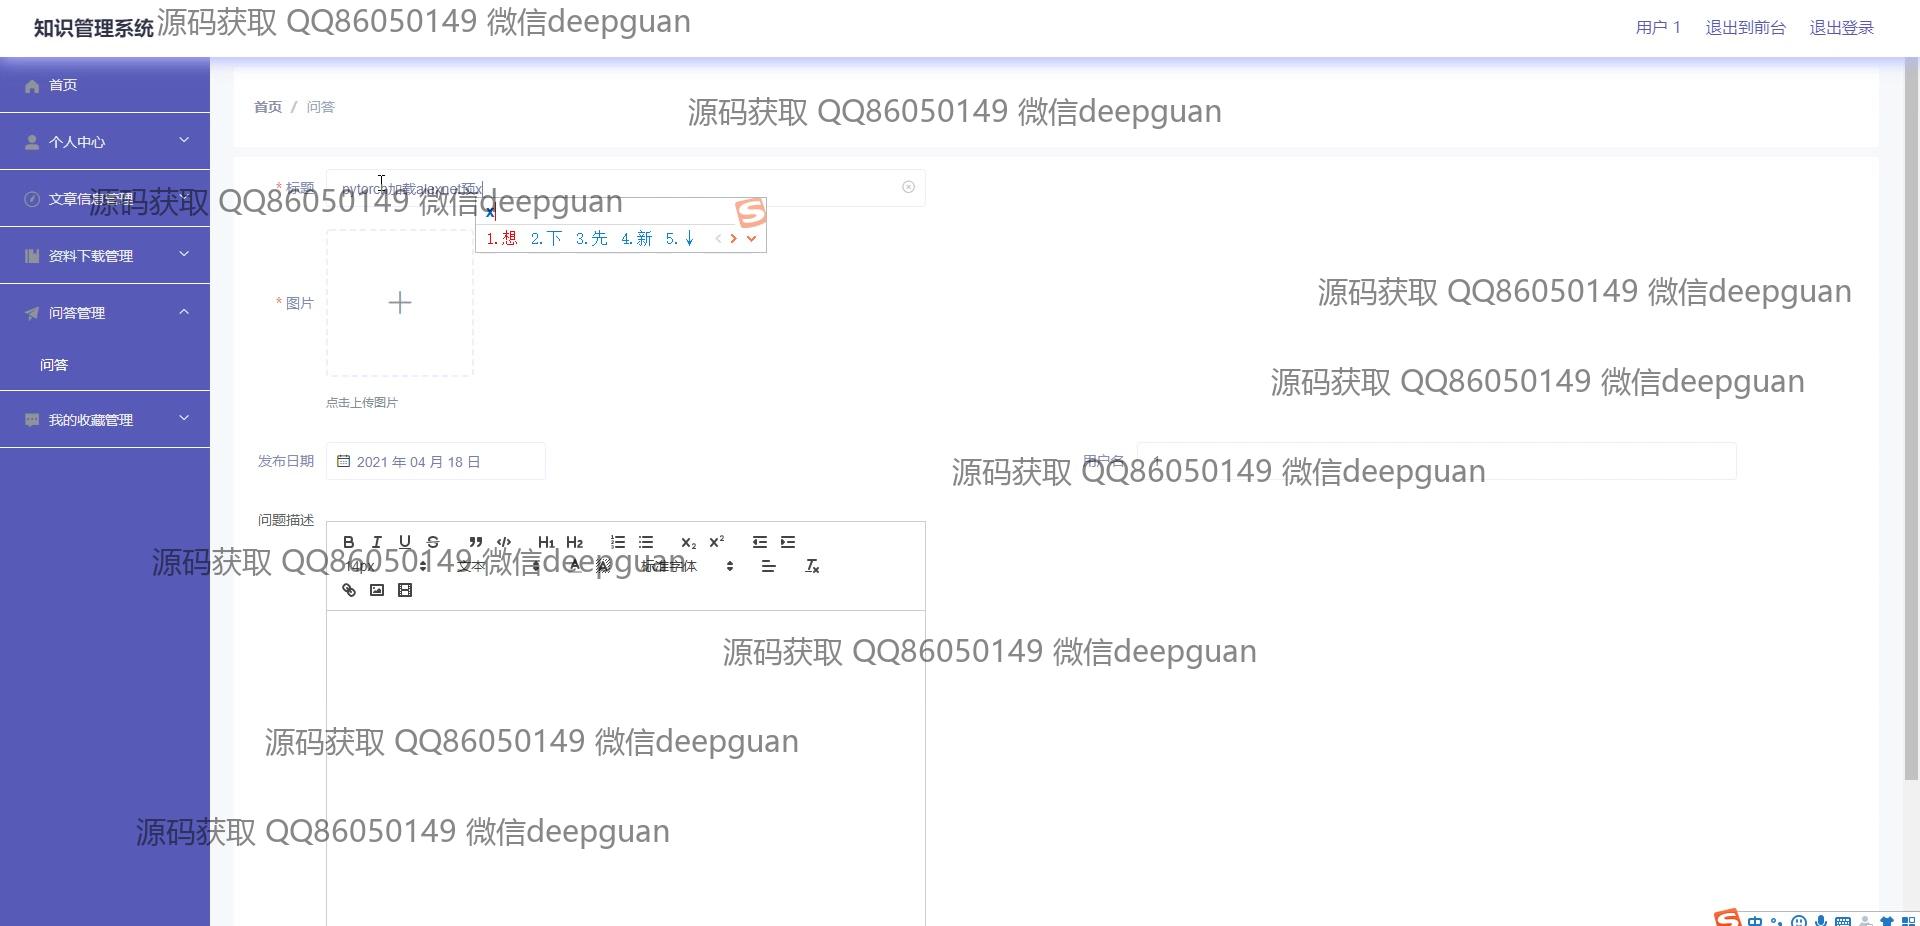 知识管理系统
源码获取 QQ86050149 微信deepguan
用户 1 退出到前台 退出登录
首页
首页 / 问答
源码获取 QQ86050149 微信deepguan
个人中心
* 标题 pytorch加载alexnet预x
文章信息管理
源码获取 QQ86050149 微信deepguan
x
1.想 2.下 3.先 4.新 5.↓
资料下载管理
源码获取 QQ86050149 微信deepguan
* 图片
问答管理
问答
源码获取 QQ86050149 微信deepguan
点击上传图片
我的收藏管理
发布日期 2021 年 04 月 18 日
用户名 1
源码获取 QQ86050149 微信deepguan
问题描述
B I U S H1 H2 X2 X2
14px 文本 A A 标准字体 Tx
源码获取 QQ86050149 微信deepguan
源码获取 QQ86050149 微信deepguan
源码获取 QQ86050149 微信deepguan
源码获取 QQ86050149 微信deepguan
中